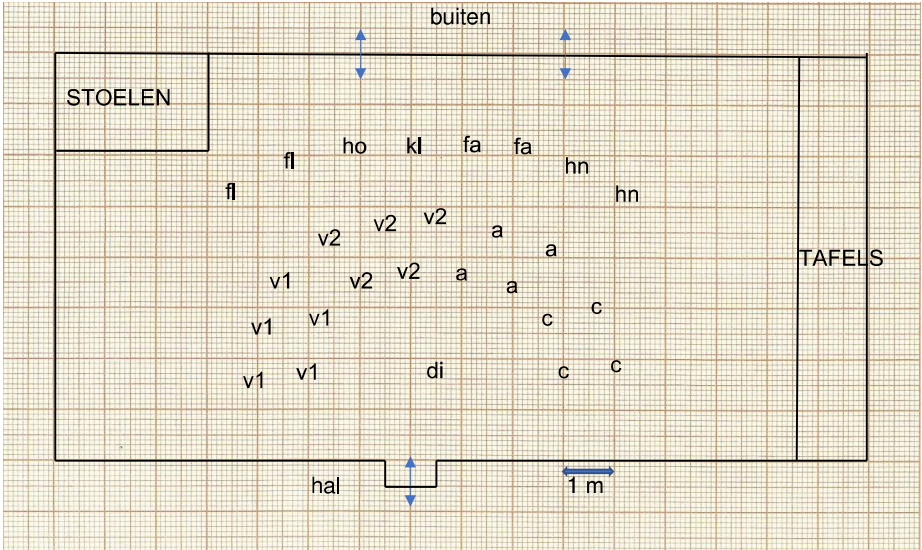 buiten
STOELEN
ho kl fa fa
fl hn
fl hn
v2 v2 v2 a
v2 a
TAFELS
v1 v2 v2 a a
v1 v1 c c
v1 v1 di c c
hal 1 m